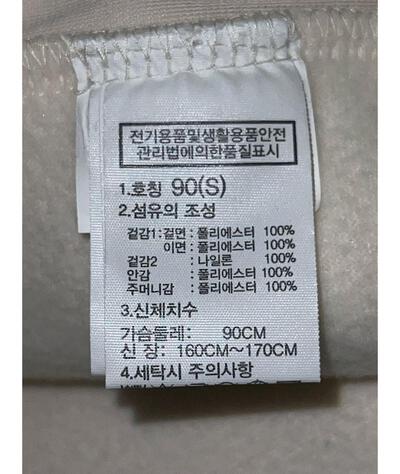 전기용품및생활용품안전
관리법에의한품질표시
1.호칭 90(S)
2.섬유의 조성
겉감1:겉면 : 폴리에스터 100%
이면 : 폴리에스터 100%
겉감2 : 나일론 100%
안감 : 폴리에스터 100%
주머니감 : 폴리에스터 100%
3.신체치수
가슴둘레: 90CM
신 장: 160CM~170CM
4.세탁시 주의사항